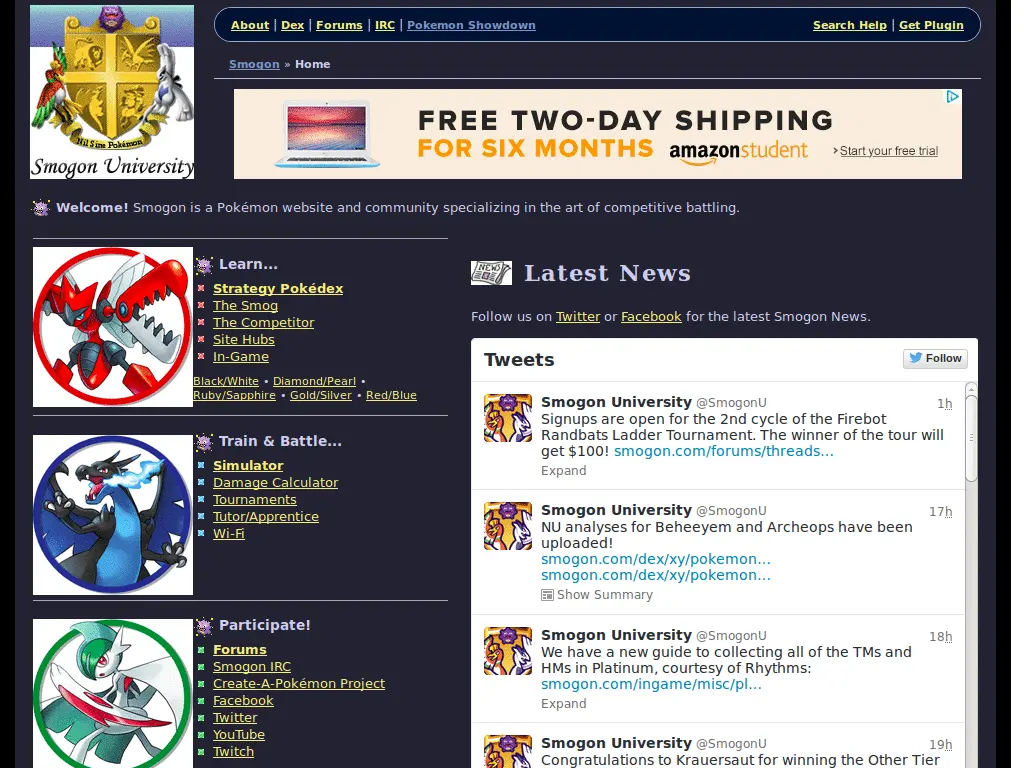 Nil Sine Pokémon
Smogon University
About | Dex | Forums | IRC | Pokemon Showdown
Search Help | Get Plugin
Smogon » Home
FREE TWO-DAY SHIPPING
FOR SIX MONTHS amazonstudent
› Start your free trial
Welcome! Smogon is a Pokémon website and community specializing in the art of competitive battling.
Learn...
Strategy Pokédex
The Smog
The Competitor
Site Hubs
In-Game
Black/White • Diamond/Pearl •
Ruby/Sapphire • Gold/Silver • Red/Blue
Train & Battle...
Simulator
Damage Calculator
Tournaments
Tutor/Apprentice
Wi-Fi
Participate!
Forums
Smogon IRC
Create-A-Pokémon Project
Facebook
Twitter
YouTube
Twitch
NEWS
Latest News
Follow us on Twitter or Facebook for the latest Smogon News.
Tweets
Follow
Smogon University @SmogonU 1h
Signups are open for the 2nd cycle of the Firebot
Randbats Ladder Tournament. The winner of the tour will
get $100! smogon.com/forums/threads...
Expand
Smogon University @SmogonU 17h
NU analyses for Beheeyem and Archeops have been
uploaded!
smogon.com/dex/xy/pokemon...
smogon.com/dex/xy/pokemon...
Show Summary
Smogon University @SmogonU 18h
We have a new guide to collecting all of the TMs and
HMs in Platinum, courtesy of Rhythms:
smogon.com/ingame/misc/pl...
Expand
Smogon University @SmogonU 19h
Congratulations to Krauersaut for winning the Other Tier